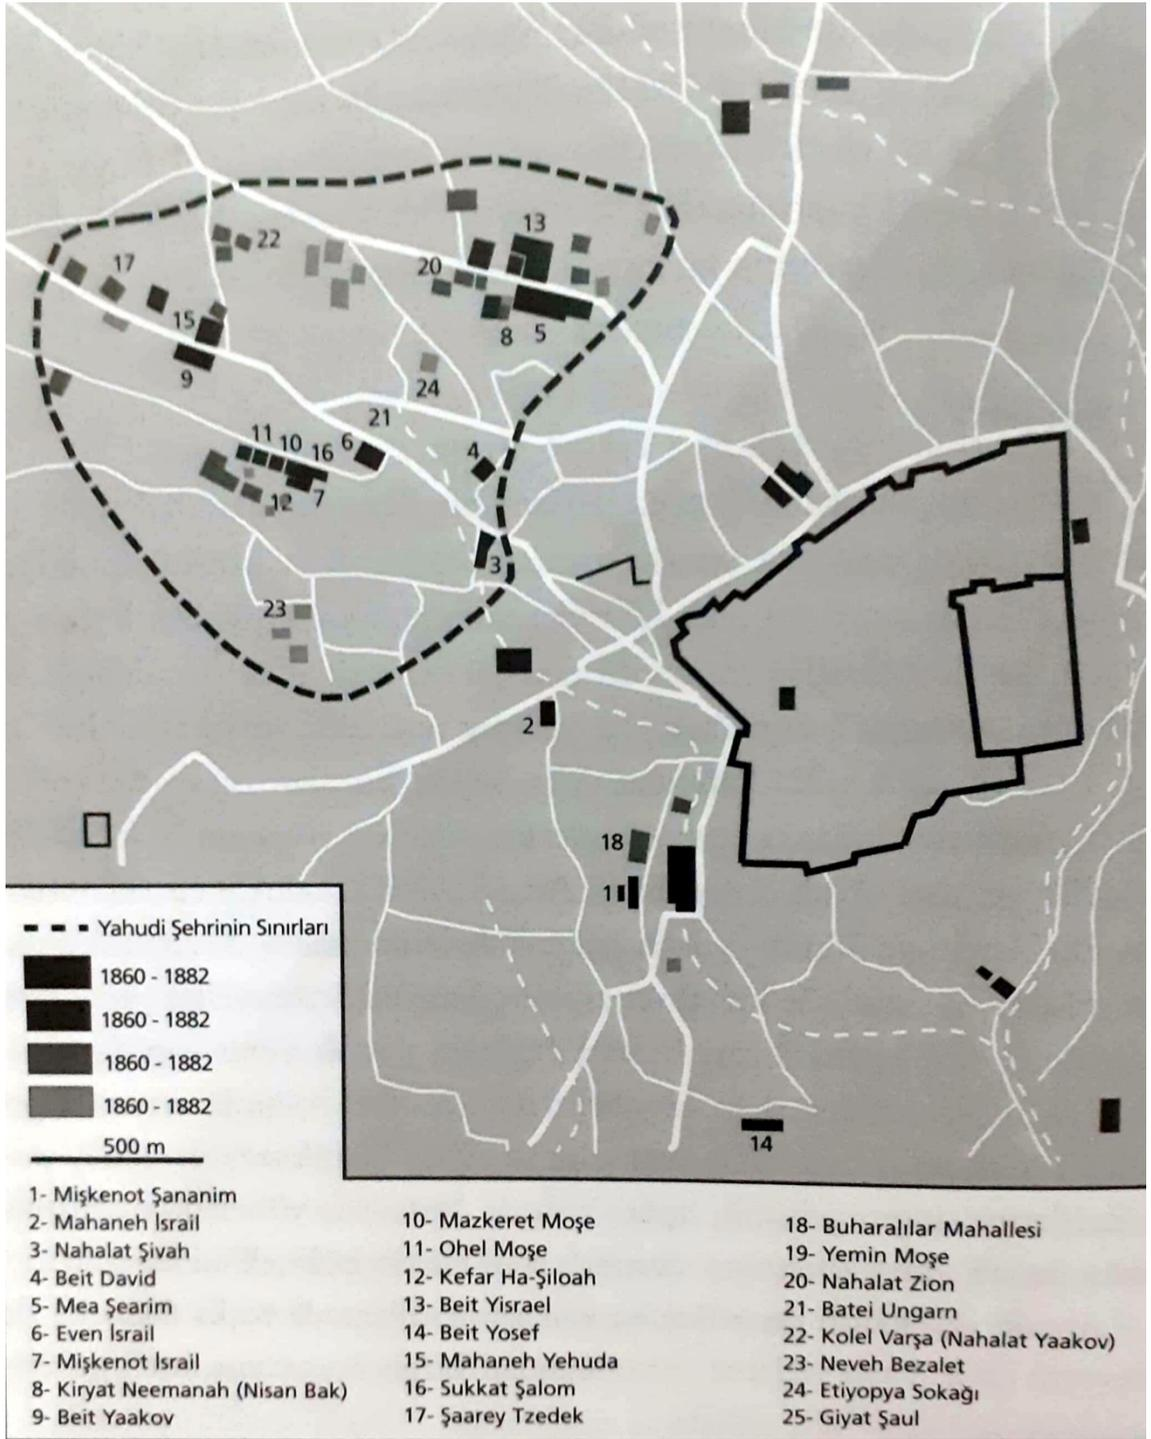 13
22
17
20
15
8
5
9
24
21
11
10
16
6
4
12
7
3
23
2
18
1
14
Yahudi Şehrinin Sınırları
1860 - 1882
1860 - 1882
1860 - 1882
1860 - 1882
500 m
1- Mişkenot Şananim
2- Mahaneh İsrail
3- Nahalat Şivah
4- Beit David
5- Mea Şearim
6- Even İsrail
7- Mişkenot İsrail
8- Kiryat Neemanah (Nisan Bak)
9- Beit Yaakov
10- Mazkeret Moşe
11- Ohel Moşe
12- Kefar Ha-Şiloah
13- Beit Yisrael
14- Beit Yosef
15- Mahaneh Yehuda
16- Sukkat Şalom
17- Şaarey Tzedek
18- Buharalılar Mahallesi
19- Yemin Moşe
20- Nahalat Zion
21- Batei Ungarn
22- Kolel Varşa (Nahalat Yaakov)
23- Neveh Bezalet
24- Etiyopya Sokağı
25- Giyat Şaul